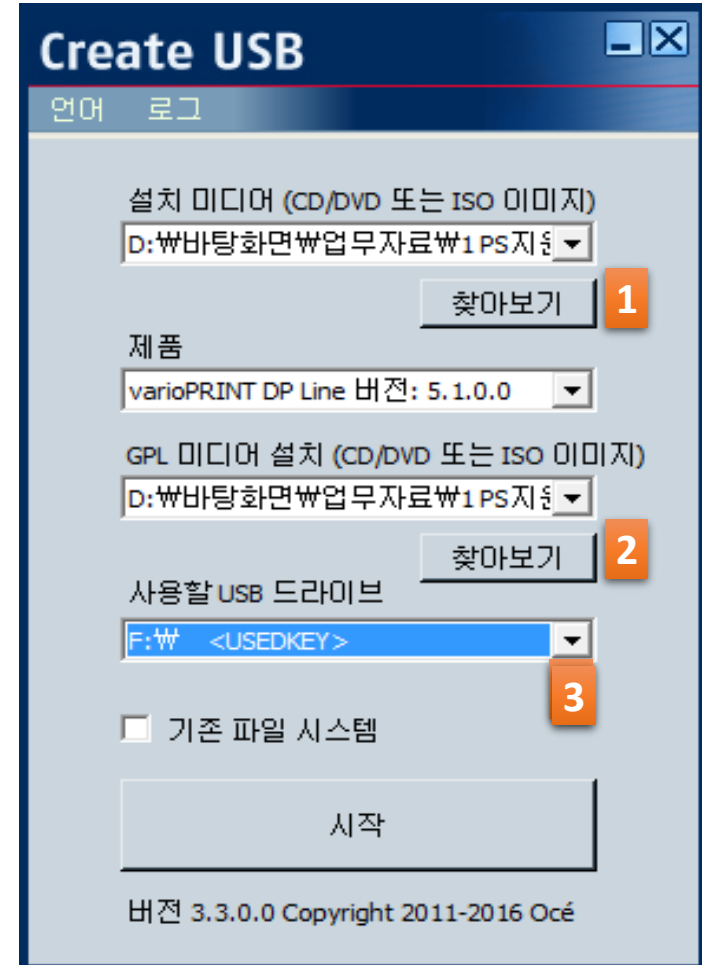 Create USB
언어 로그
설치 미디어 (CD/DVD 또는 ISO 이미지)
D:₩바탕화면₩업무자료₩1 PS지원
찾아보기 1
제품
varioPRINT DP Line 버전: 5.1.0.0
GPL 미디어 설치 (CD/DVD 또는 ISO 이미지)
D:₩바탕화면₩업무자료₩1 PS지원
찾아보기 2
사용할 USB 드라이브
F:₩ <USEDKEY>
3
기존 파일 시스템
시작
버전 3.3.0.0 Copyright 2011-2016 Océ